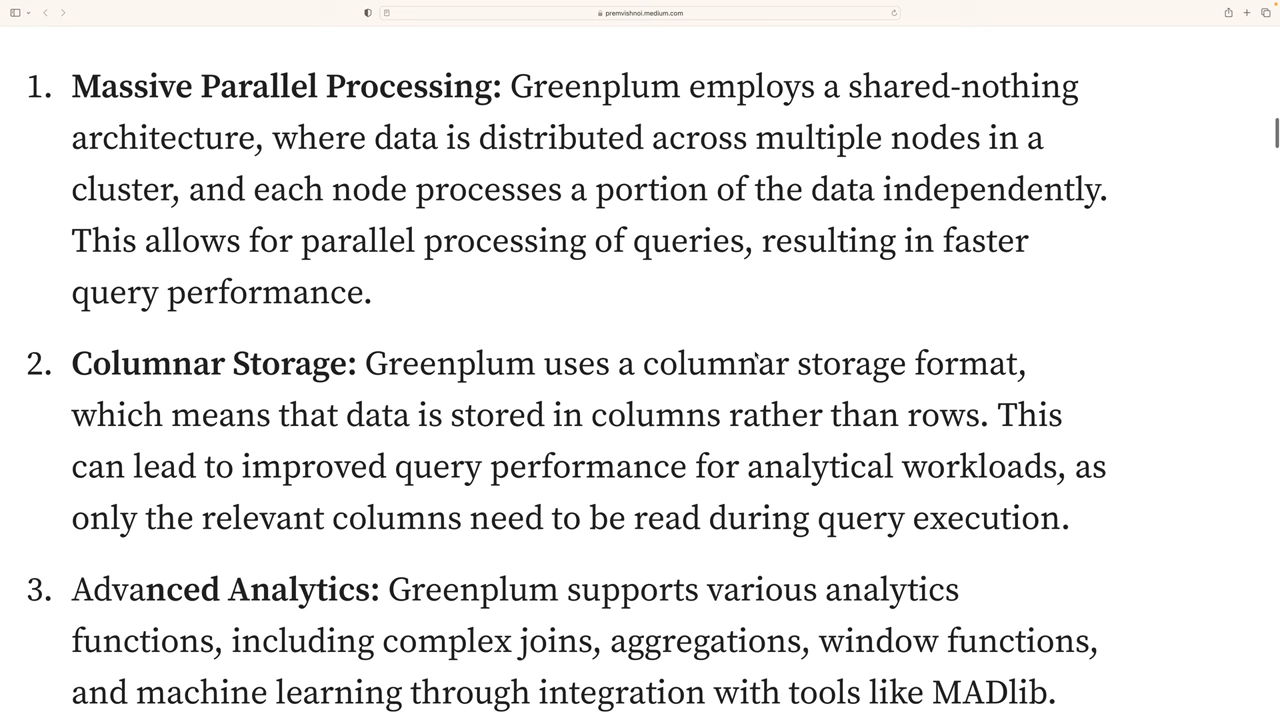 premvishnoi.medium.com
1. Massive Parallel Processing: Greenplum employs a shared-nothing
architecture, where data is distributed across multiple nodes in a
cluster, and each node processes a portion of the data independently.
This allows for parallel processing of queries, resulting in faster
query performance.
2. Columnar Storage: Greenplum uses a columnar storage format,
which means that data is stored in columns rather than rows. This
can lead to improved query performance for analytical workloads, as
only the relevant columns need to be read during query execution.
3. Advanced Analytics: Greenplum supports various analytics
functions, including complex joins, aggregations, window functions,
and machine learning through integration with tools like MADlib.